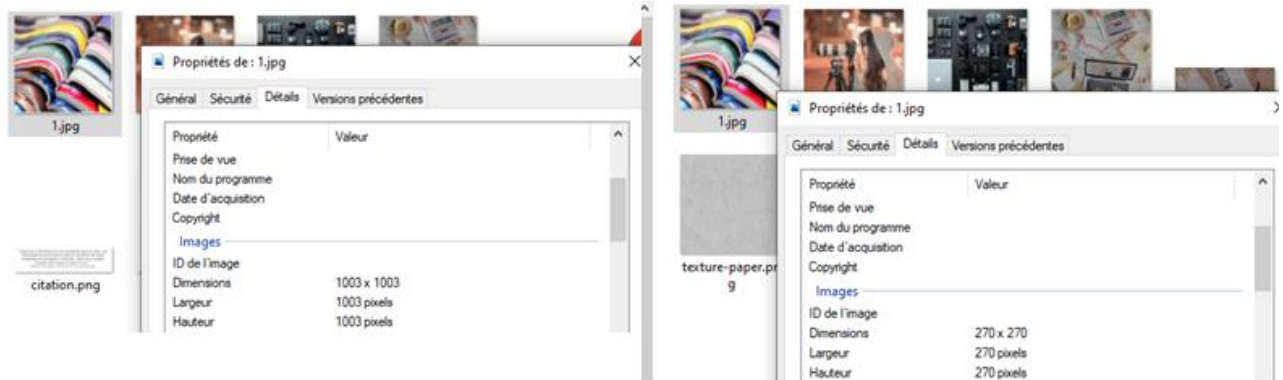 1.jpg
citation.png
Propriétés de : 1.jpg
Général Sécurité Détails Versions précédentes
Propriété Valeur
Prise de vue
Nom du programme
Date d'acquisition
Copyright
Images
ID de l'image
Dimensions 1003 x 1003
Largeur 1003 pixels
Hauteur 1003 pixels
1.jpg
texture-paper.pn
g
Propriétés de : 1.jpg
Général Sécurité Détails Versions précédentes
Propriété Valeur
Prise de vue
Nom du programme
Date d'acquisition
Copyright
Images
ID de l'image
Dimensions 270 x 270
Largeur 270 pixels
Hauteur 270 pixels